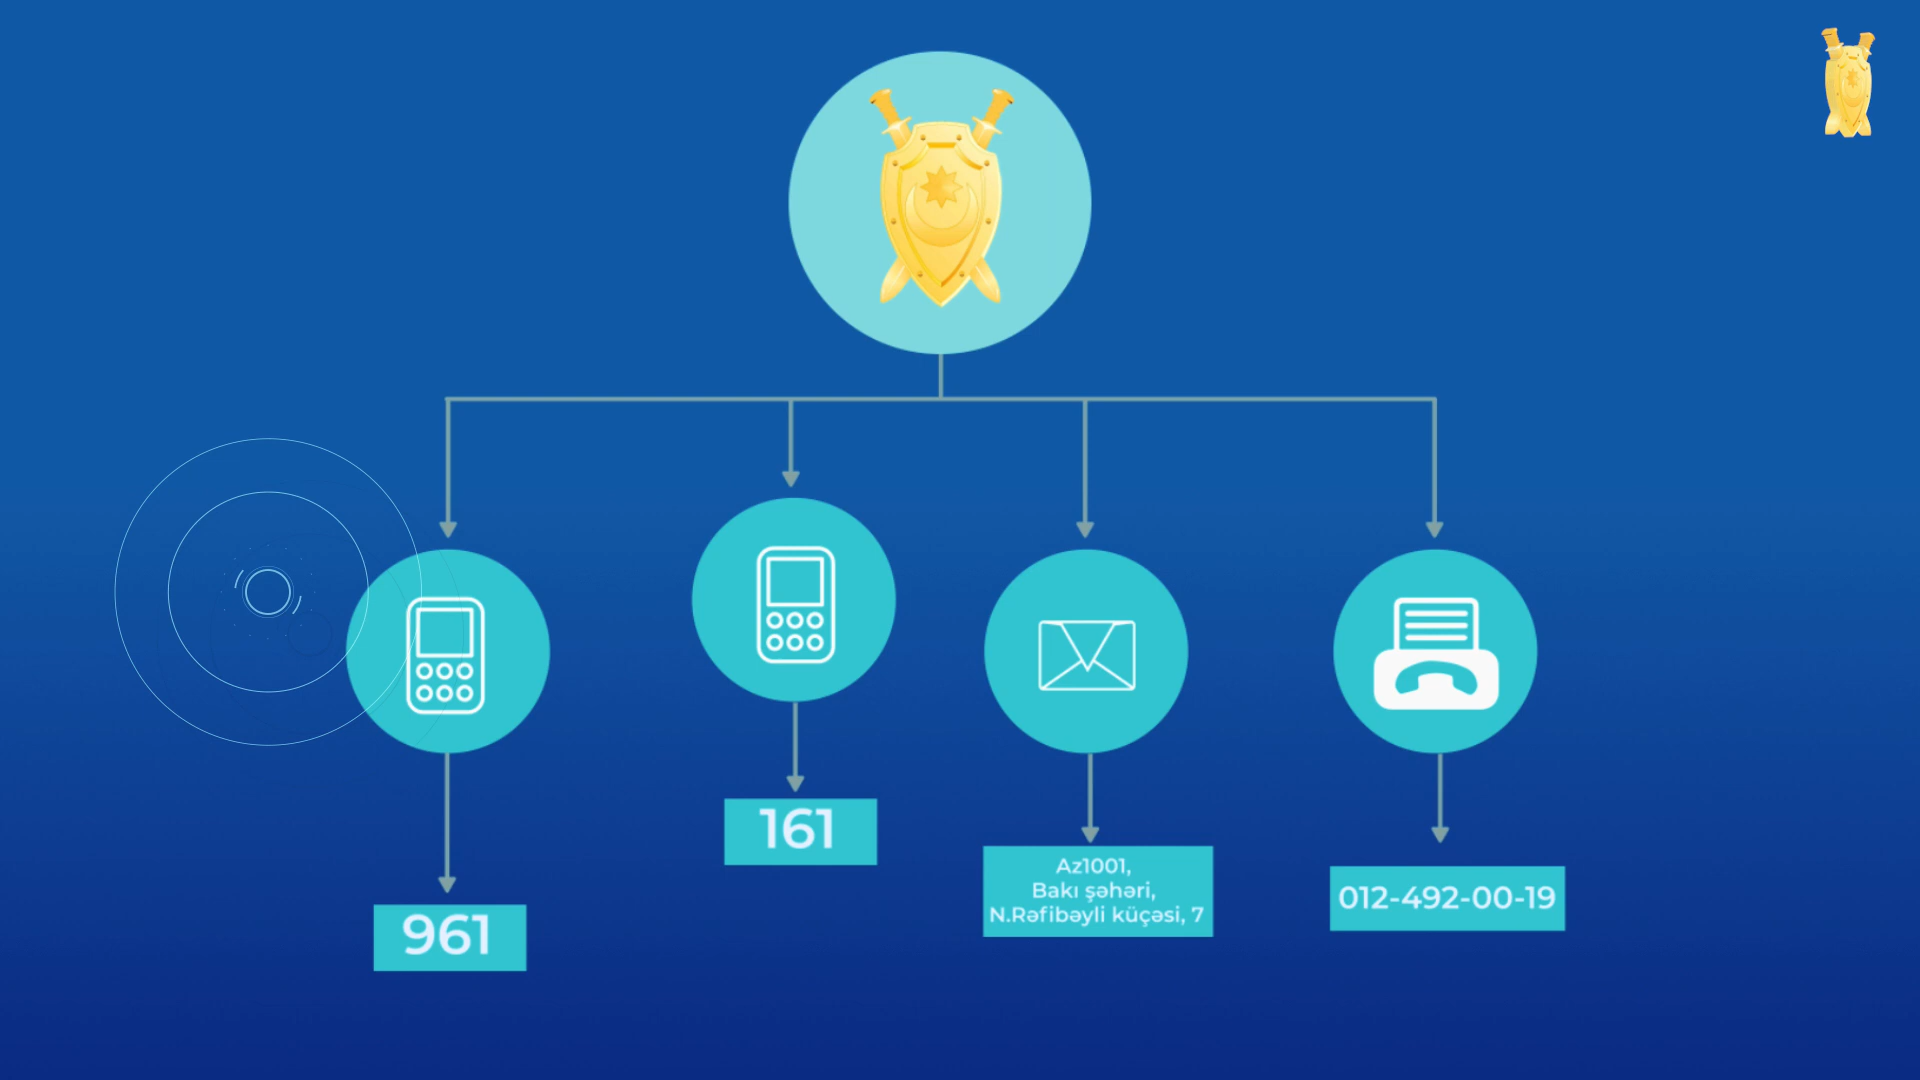 961
161
Az1001,
Bakı şəhəri,
N.Rəfibəyli küçəsi, 7
012-492-00-19